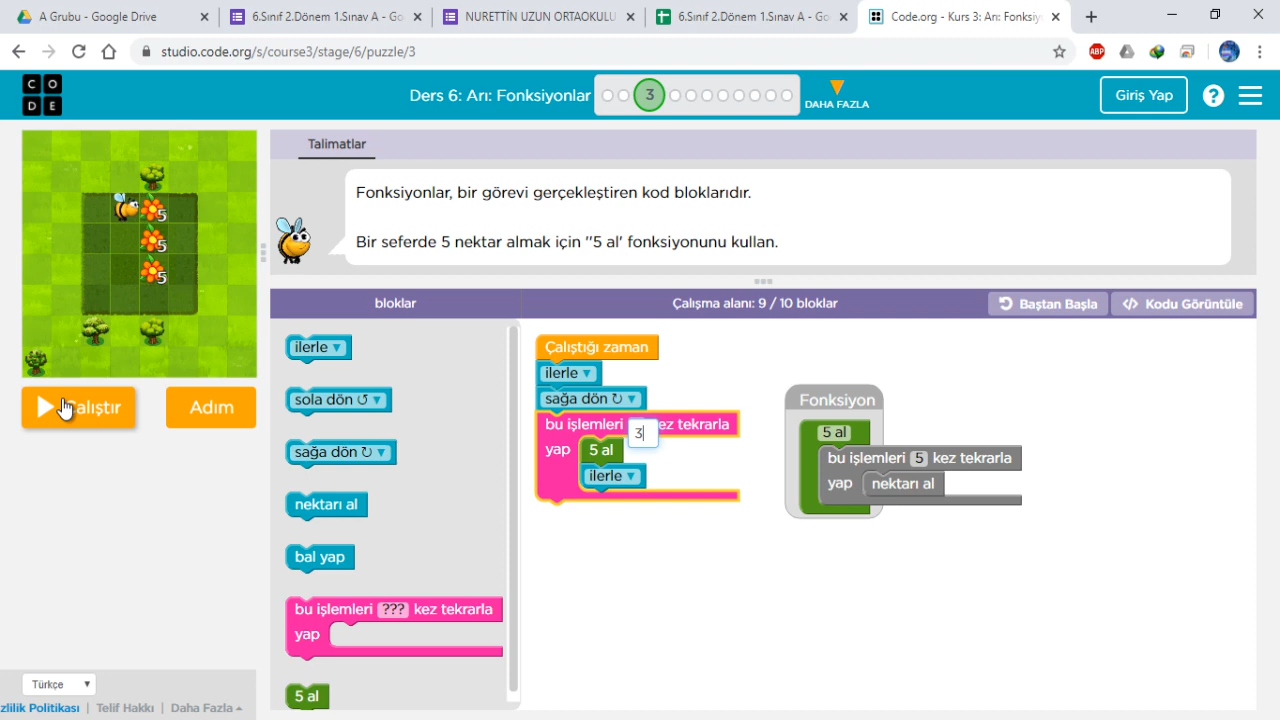 A Grubu - Google Drive
6.Sınıf 2.Dönem 1.Sınav A - Go
NURETTİN UZUN ORTAOKULU
6.Sınıf 2.Dönem 1.Sınav A - Go
Code.org - Kurs 3: Arı: Fonksiy
studio.code.org/s/course3/stage/6/puzzle/3
ABP
C O
D E
Ders 6: Arı: Fonksiyonlar
3
DAHA FAZLA
Giriş Yap
?
Talimatlar
Fonksiyonlar, bir görevi gerçekleştiren kod bloklarıdır.
Bir seferde 5 nektar almak için "5 al' fonksiyonunu kullan.
5
5
5
Çalıştır
Adım
bloklar
Çalışma alanı: 9 / 10 bloklar
Baştan Başla
Kodu Görüntüle
ilerle
sola dön
sağa dön
nektarı al
bal yap
bu işlemleri ??? kez tekrarla
yap
5 al
Çalıştığı zaman
ilerle
sağa dön
bu işlemleri 3 ez tekrarla
yap 5 al
ilerle
Fonksiyon
5 al
bu işlemleri 5 kez tekrarla
yap nektarı al
Türkçe
zlilik Politikası | Telif Hakkı | Daha Fazla